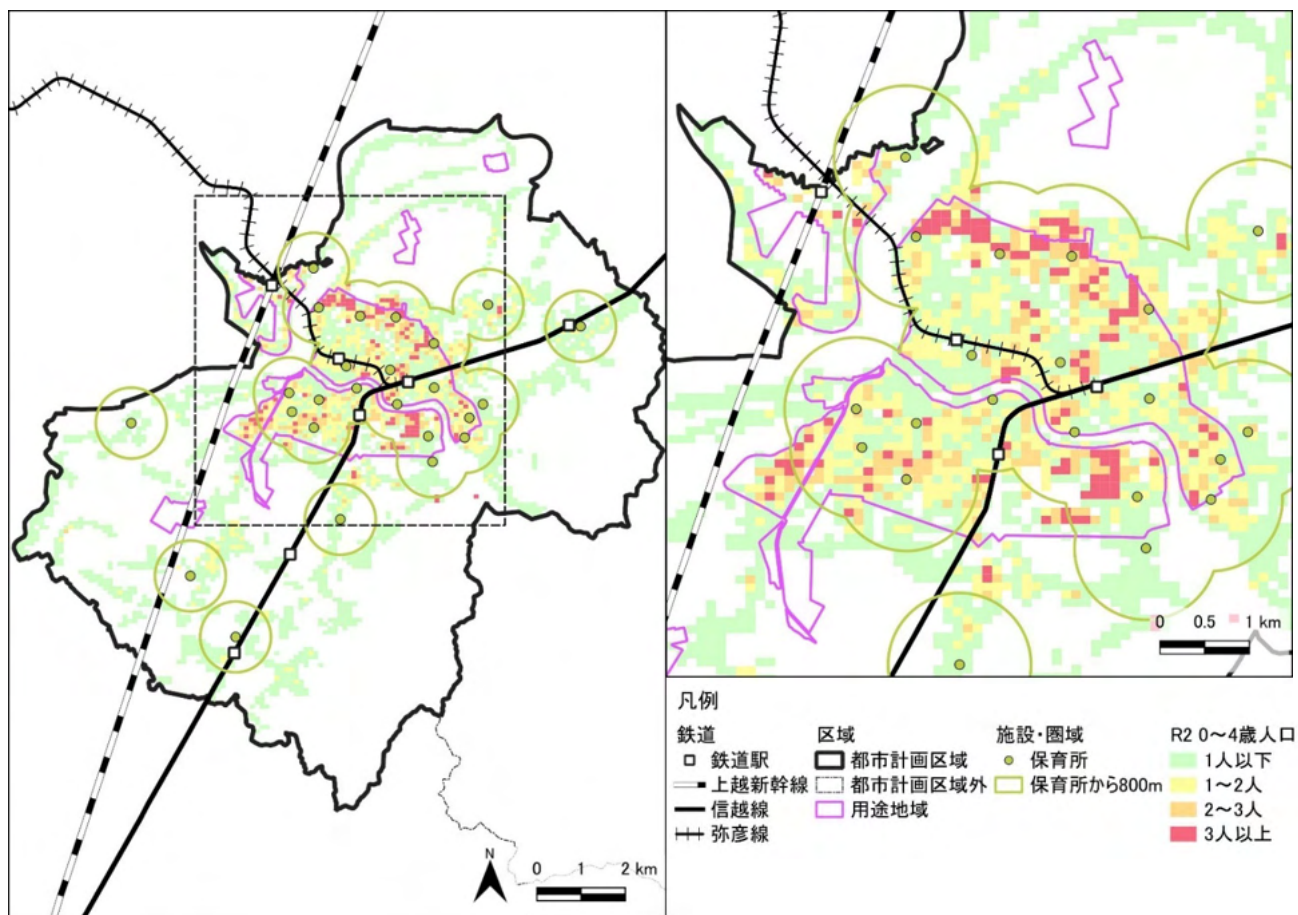 N
0 1 2 km
0 0.5 1 km
凡例
鉄道
鉄道駅
上越新幹線
信越線
弥彦線
区域
都市計画区域
都市計画区域外
用途地域
施設・圏域
保育所
保育所から800m
R2 0～4歳人口
1人以下
1～2人
2～3人
3人以上